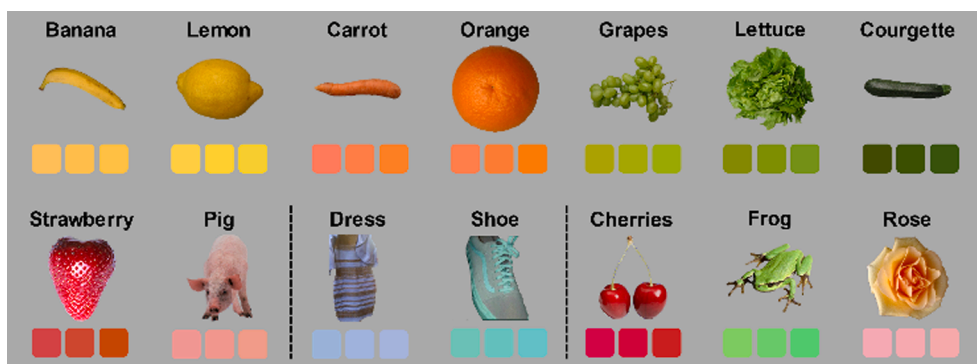 Banana Lemon Carrot Orange Grapes Lettuce Courgette
Strawberry Pig Dress Shoe Cherries Frog Rose